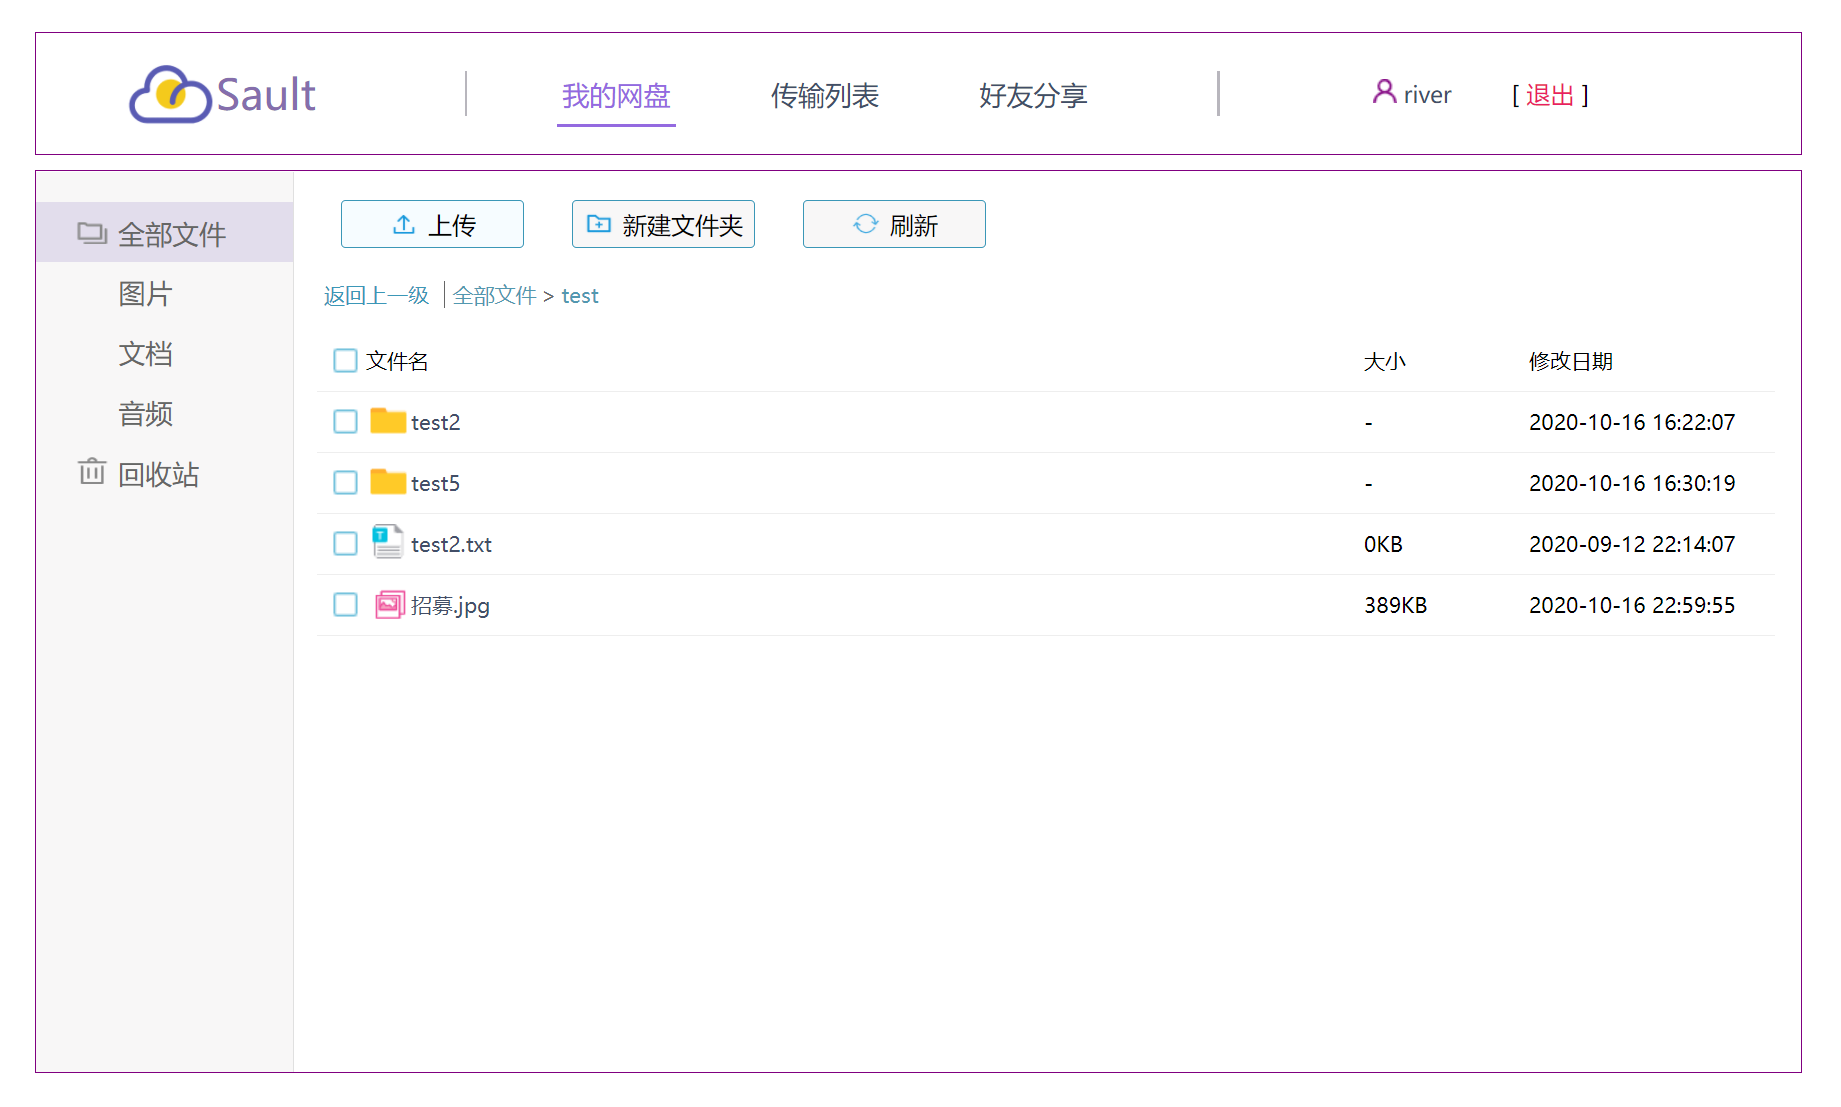 Sault 我的网盘 传输列表 好友分享 river [ 退出 ]
全部文件
图片
文档
音频
回收站
上传 新建文件夹 刷新
返回上一级 全部文件 > test
文件名 大小 修改日期
test2 - 2020-10-16 16:22:07
test5 - 2020-10-16 16:30:19
test2.txt 0KB 2020-09-12 22:14:07
招募.jpg 389KB 2020-10-16 22:59:55